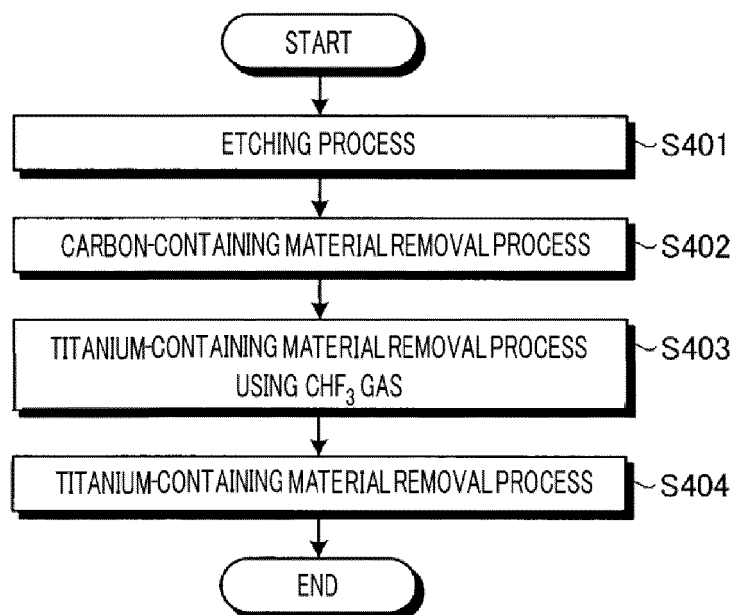 START
ETCHING PROCESS
S401
CARBON-CONTAINING MATERIAL REMOVAL PROCESS
S402
TITANIUM-CONTAINING MATERIAL REMOVAL PROCESS
USING CHF₃ GAS
S403
TITANIUM-CONTAINING MATERIAL REMOVAL PROCESS
S404
END